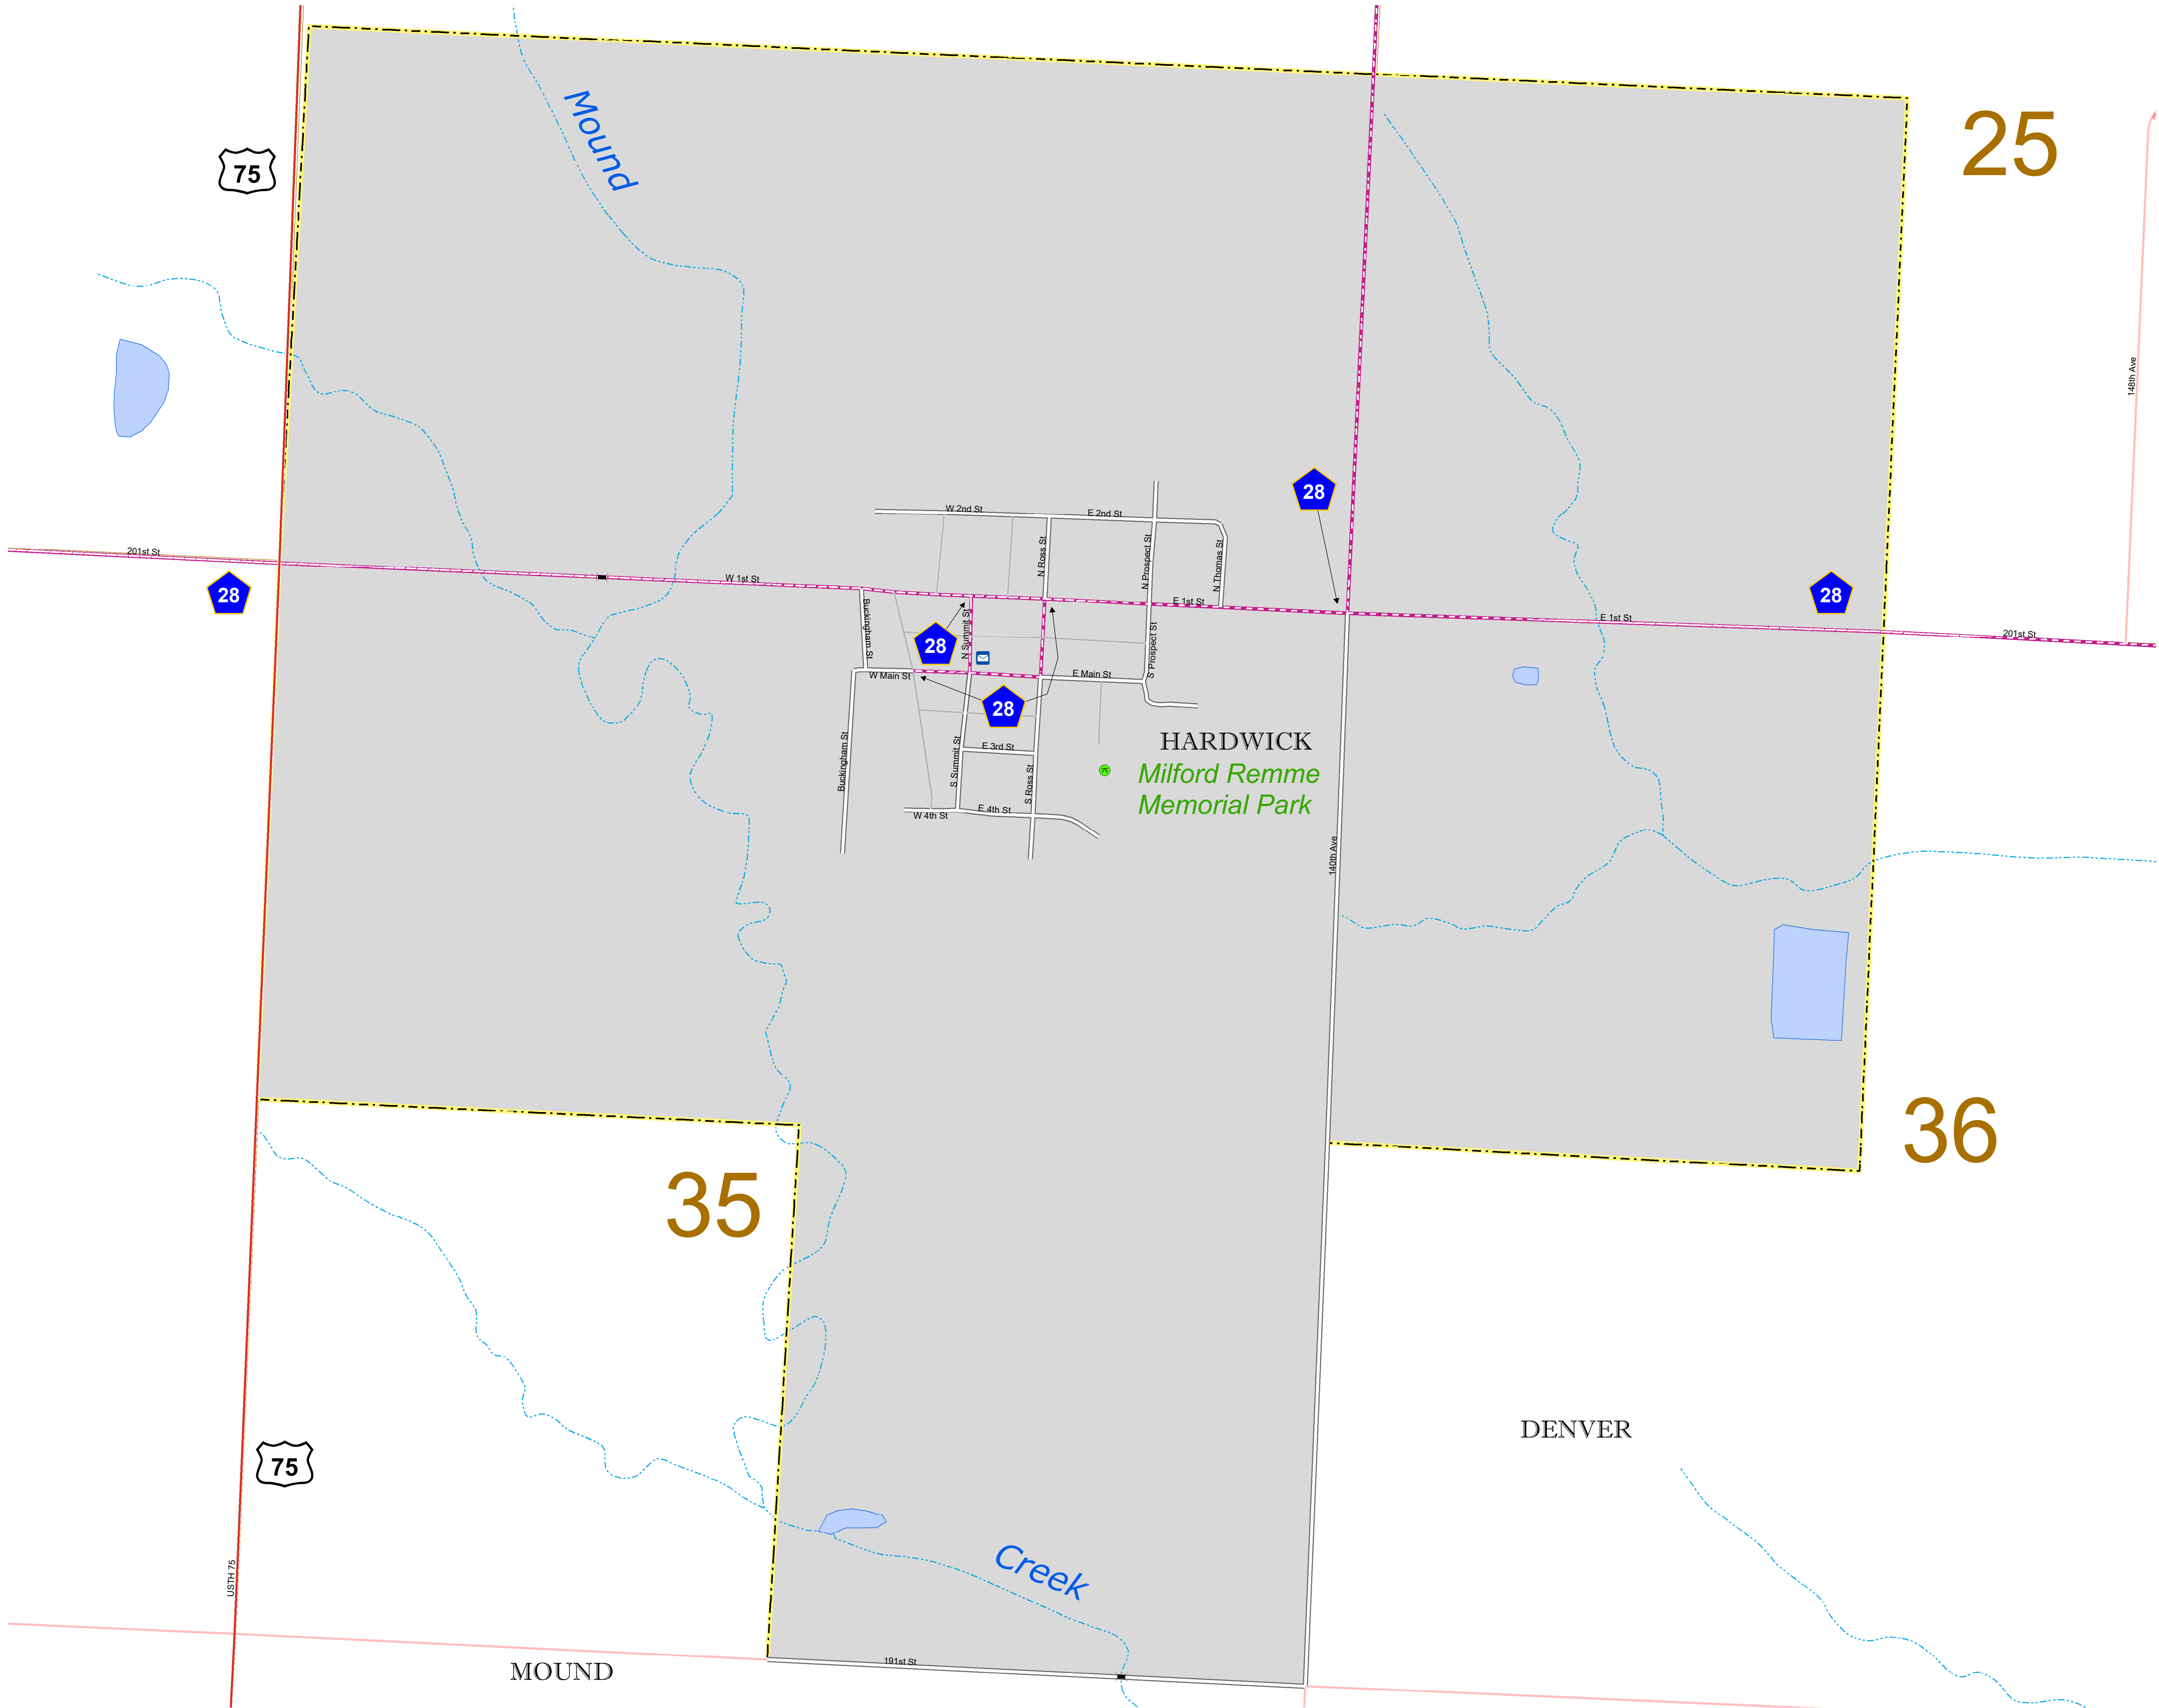 25
Mound
75
148th Ave
W 2nd St
E 2nd St
28
N Ross St
N Prospect St
N Thomas St
201st St
28
W 1st St
E 1st St
28
E 1st St
201st St
Buckingham St
28
N Summit St
S Prospect St
W Main St
E Main St
28
HARDWICK
Milford Remme
Memorial Park
Buckingham St
S Summit St
E 3rd St
S Ross St
W 4th St
E 4th St
140th Ave
36
35
DENVER
75
Creek
USTH 75
191st St
MOUND